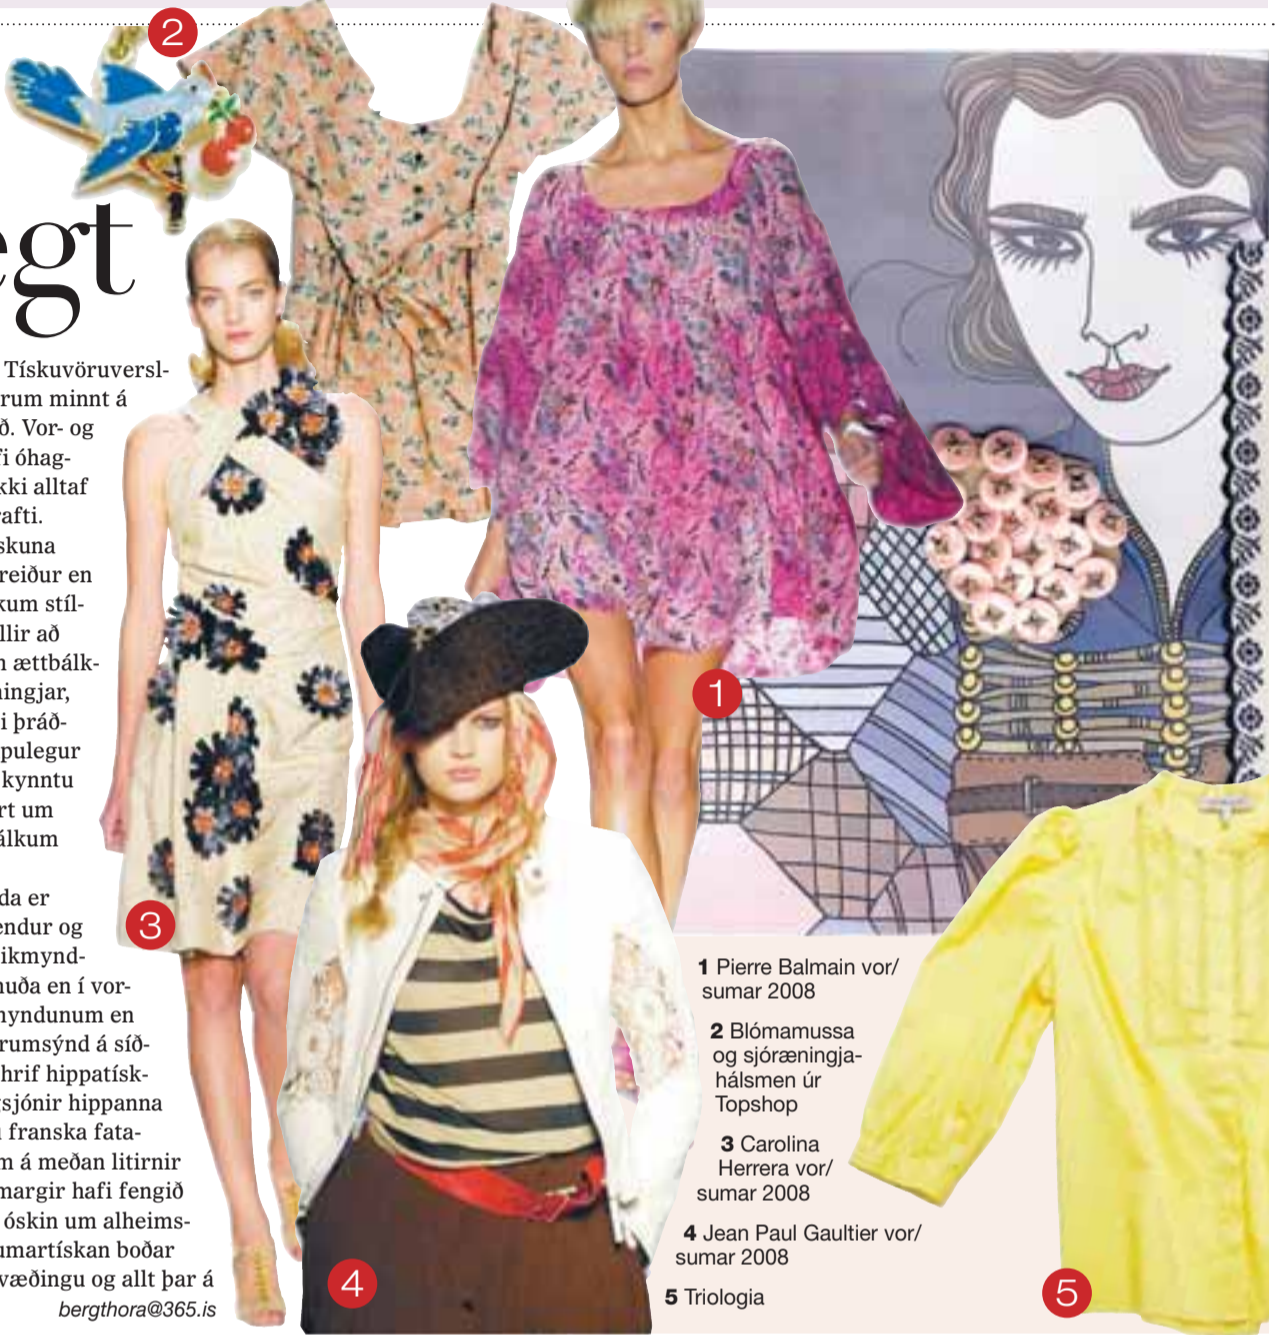 egt
Tískuvöruversl-
rum minnt á
ð. Vor- og
fi óhag-
kki alltaf
rafti.
skuna
reiður en
kum stíl-
llir að
n ættbálk-
ningjar,
i þráð-
pulegur
kynntu
rt um
álkum
da er
endur og
ikmynd-
nuða en í vor-
nyndunum en
rumsýnd á síð-
hrif hippatísk-
gsjónir hippanna
franska fata-
m á meðan litirnir
margir hafi fengið
óskin um alheims-
umartískan boðar
væðingu og allt þar á
bergthora@365.is
2
1
3
4
5
1 Pierre Balmain vor/
sumar 2008
2 Blómamussa
og sjóræningja-
hálsmen úr
Topshop
3 Carolina
Herrera vor/
sumar 2008
4 Jean Paul Gaultier vor/
sumar 2008
5 Triologia